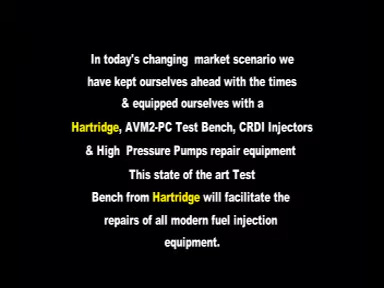 In today's changing market scenario we
have kept ourselves ahead with the times
& equipped ourselves with a
Hartridge, AVM2-PC Test Bench, CRDI Injectors
& High Pressure Pumps repair equipment
This state of the art Test
Bench from Hartridge will facilitate the
repairs of all modern fuel injection
equipment.